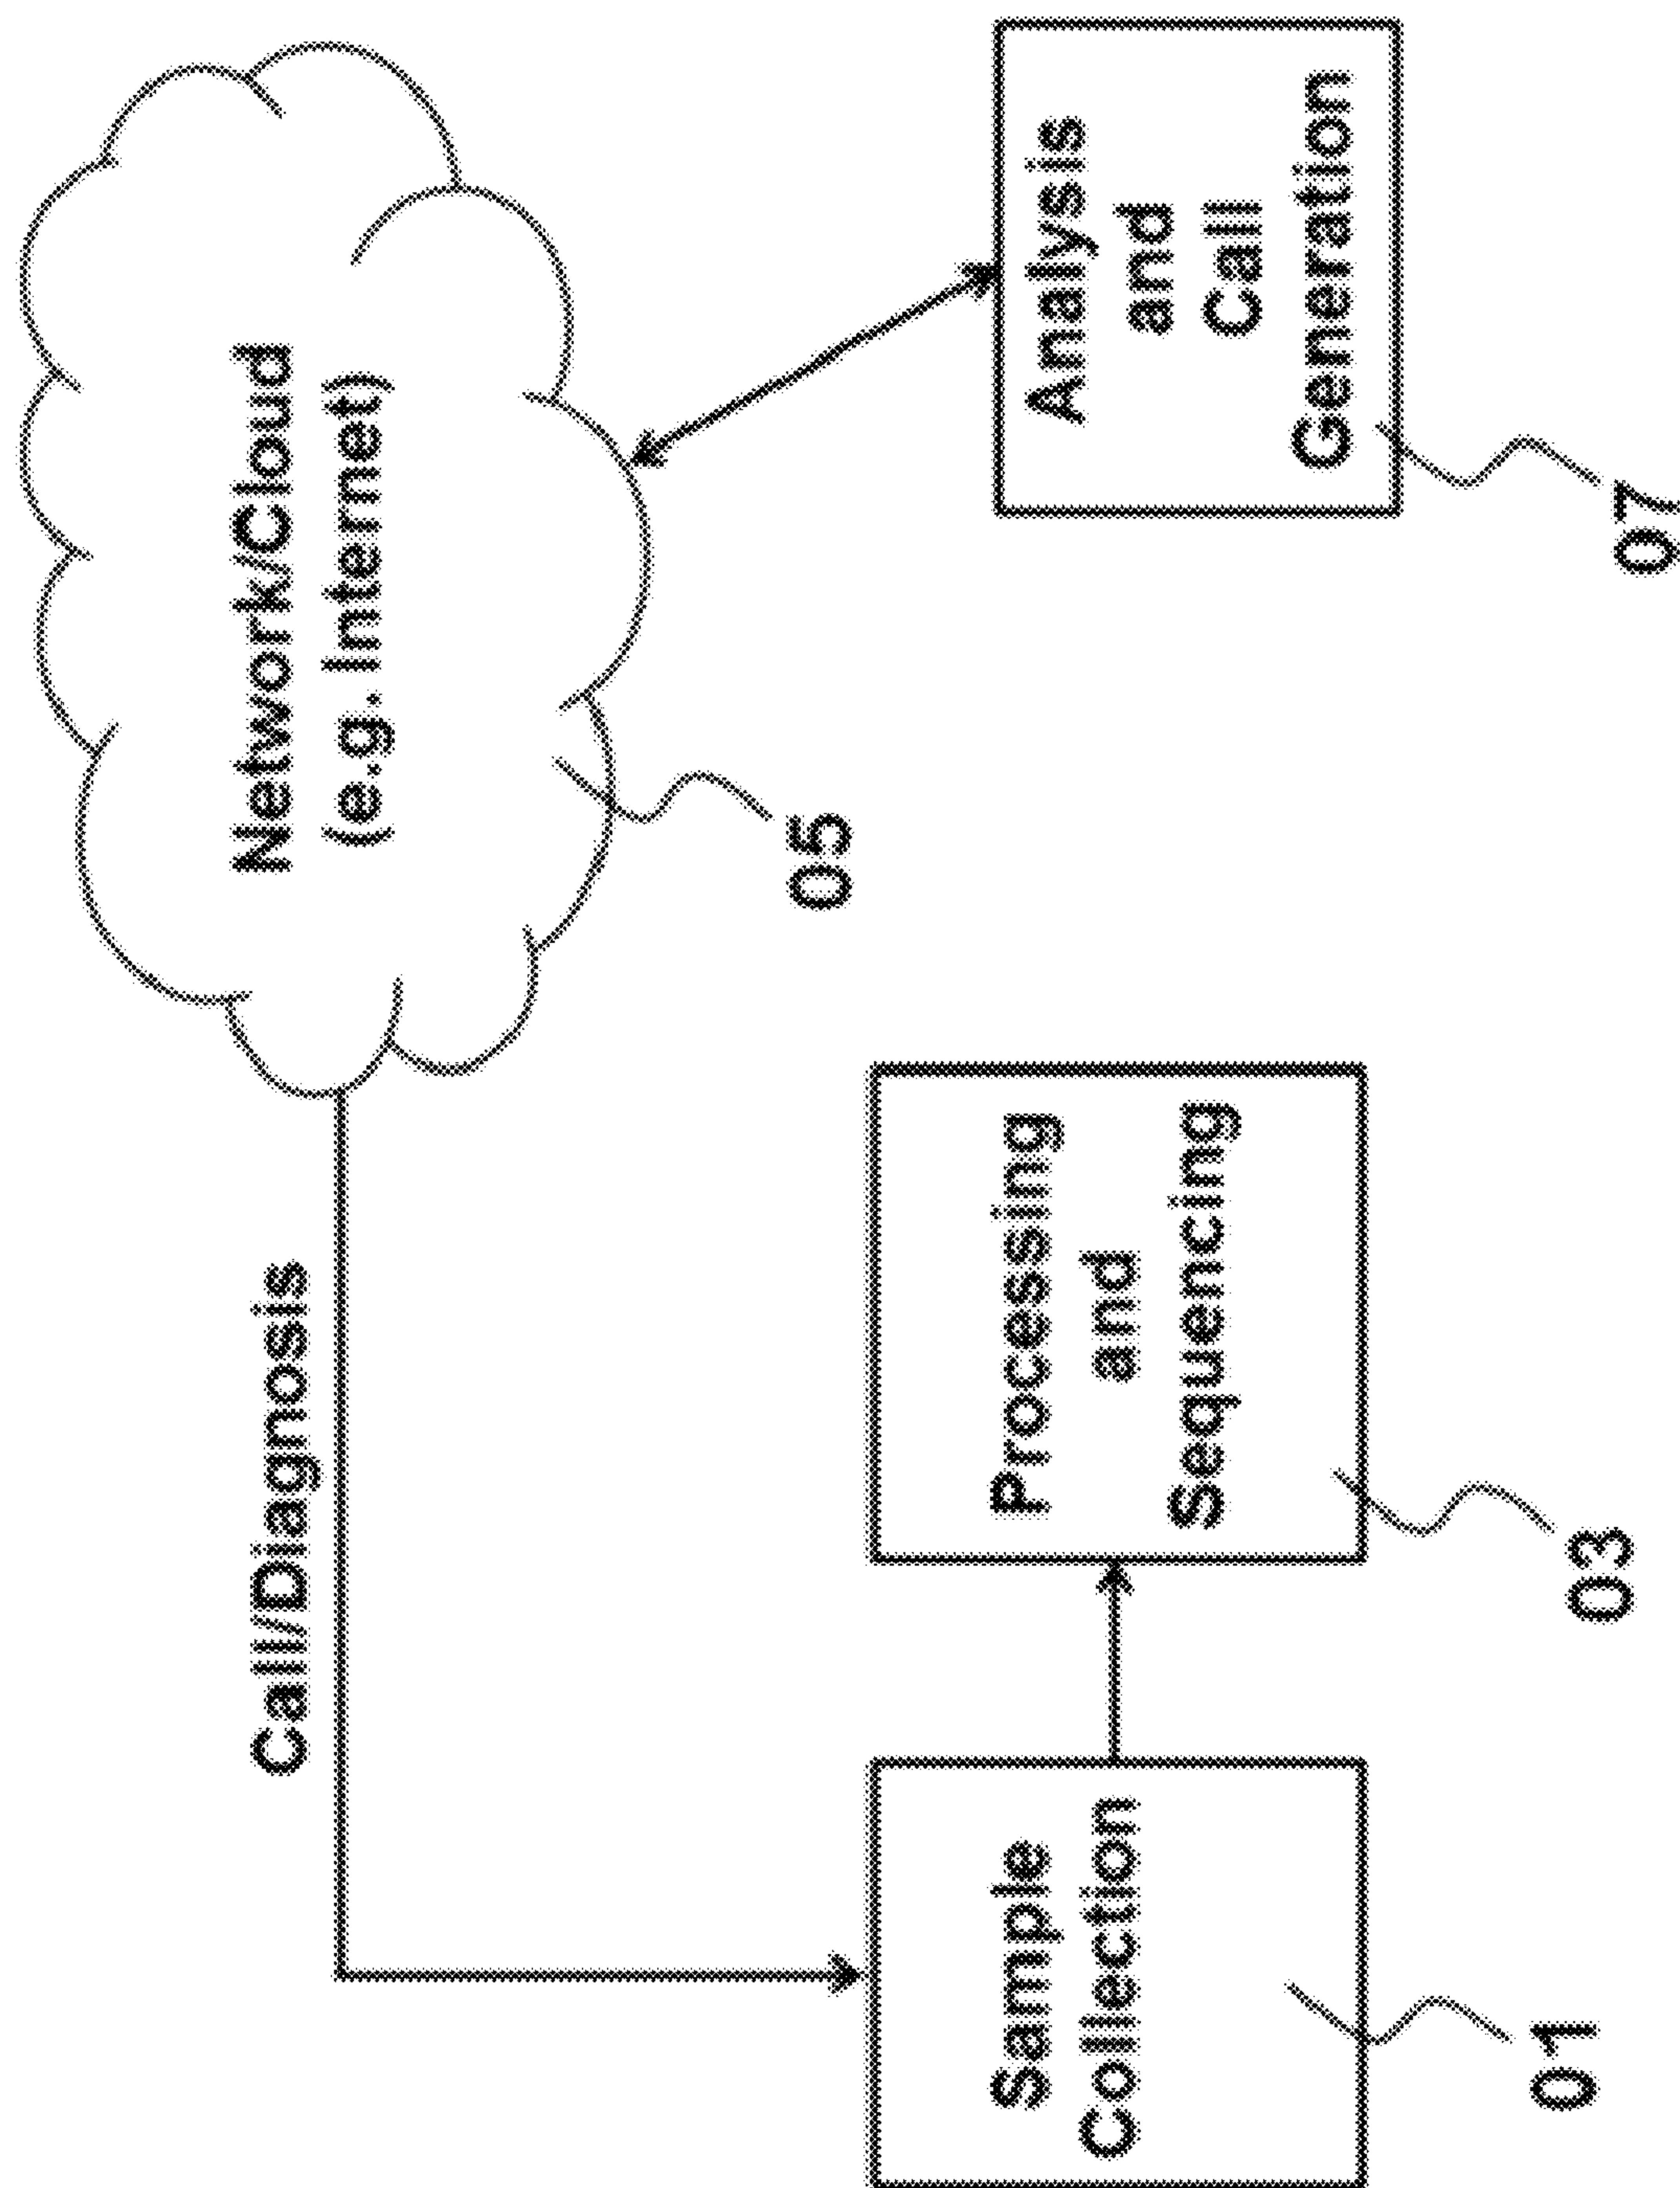 Call/Diagnosis
Network/Cloud
(e.g. Internet)
05
Sample
Collection
01
Processing
and
Sequencing
03
Analysis
and
Call
Generation
07